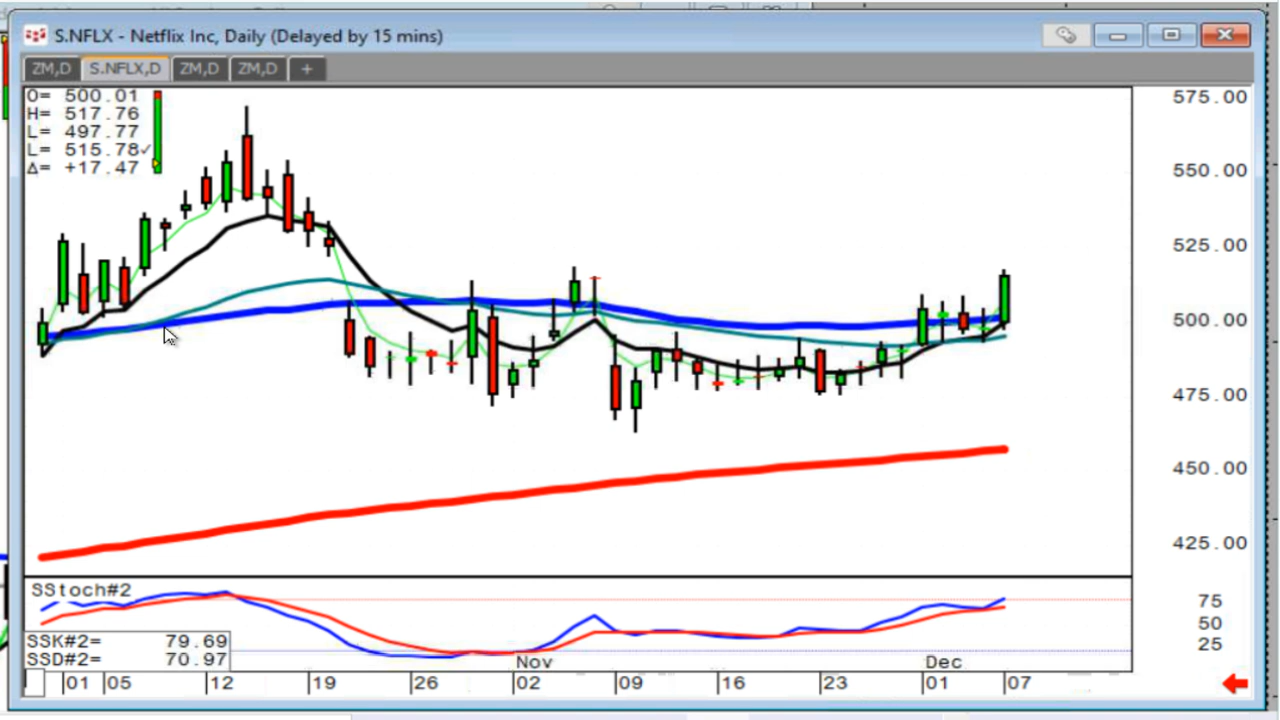 S.NFLX - Netflix Inc, Daily (Delayed by 15 mins)
ZM,D S.NFLX,D ZM,D ZM,D +
O= 500.01
H= 517.76
L= 497.77
L= 515.78✓
Δ= +17.47
575.00
550.00
525.00
500.00
475.00
450.00
425.00
SStoch#2
75
50
25
SSK#2= 79.69
SSD#2= 70.97
Nov Dec
01 05 12 19 26 02 09 16 23 01 07